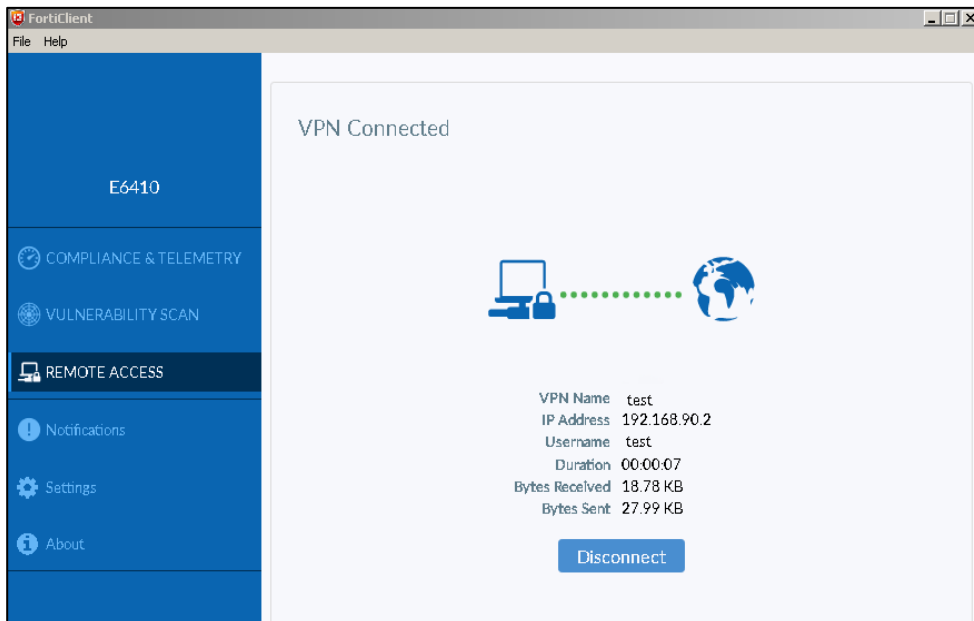 FortiClient
File Help
VPN Connected
E6410
COMPLIANCE & TELEMETRY
VULNERABILITY SCAN
REMOTE ACCESS
Notifications
Settings
About
VPN Name test
IP Address 192.168.90.2
Username test
Duration 00:00:07
Bytes Received 18.78 KB
Bytes Sent 27.99 KB
Disconnect